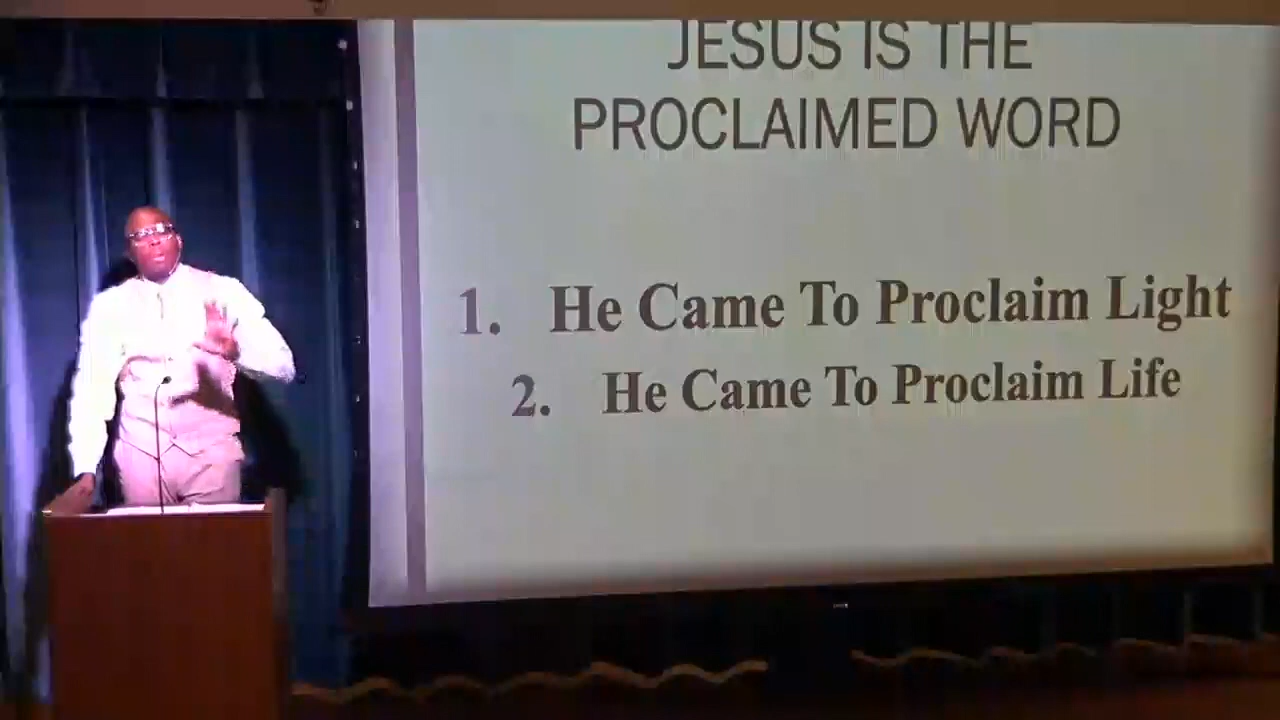 JESUS IS THE
PROCLAIMED WORD
1. He Came To Proclaim Light
2. He Came To Proclaim Life